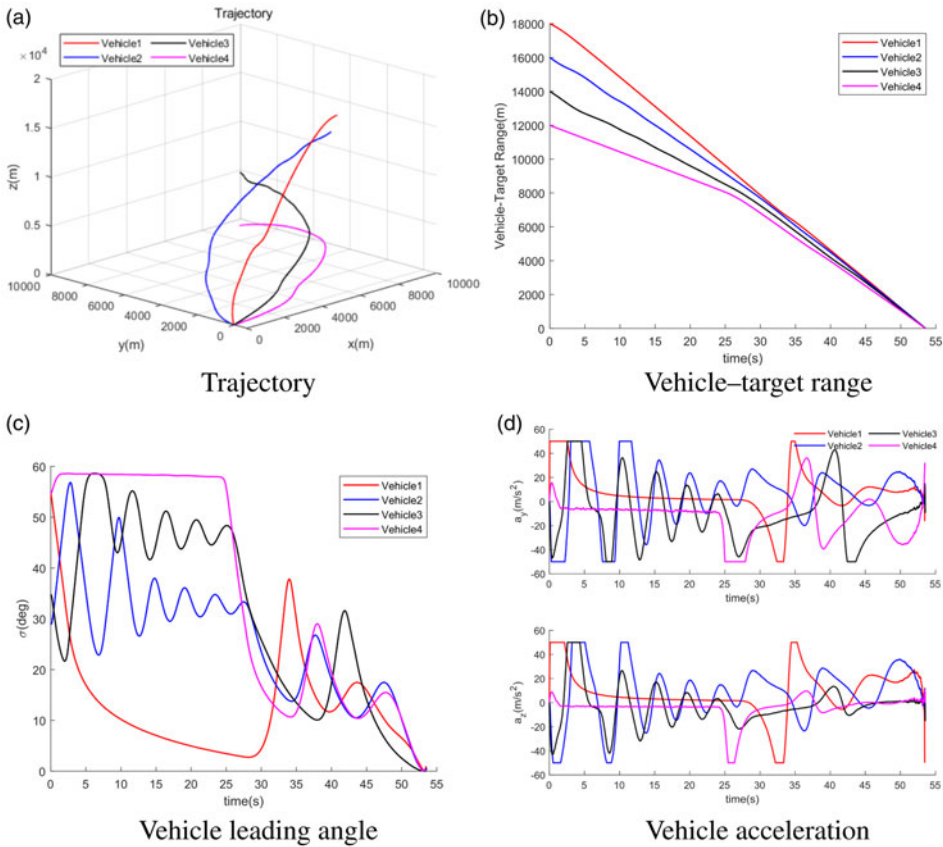 (a)
Trajectory
Vehicle1 Vehicle3
Vehicle2 Vehicle4
×10⁴
2
1.5
1
0.5
0
z(m)
10000 8000 6000 4000 2000 0
y(m)
0 2000 4000 6000 8000 10000
x(m)
Trajectory
(b)
18000
16000
14000
12000
10000
8000
6000
4000
2000
0
Vehicle-Target Range(m)
Vehicle1
Vehicle2
Vehicle3
Vehicle4
0 5 10 15 20 25 30 35 40 45 50 55
time(s)
Vehicle–target range
(c)
60
50
40
30
20
10
0
σ(deg)
Vehicle1
Vehicle2
Vehicle3
Vehicle4
0 5 10 15 20 25 30 35 40 45 50 55
time(s)
Vehicle leading angle
(d)
60
40
20
0
-20
-40
-60
a_y(m/s²)
Vehicle1 Vehicle3
Vehicle2 Vehicle4
0 5 10 15 20 25 30 35 40 45 50 55
time(s)
60
40
20
0
-20
-40
-60
a_z(m/s²)
0 5 10 15 20 25 30 35 40 45 50 55
time(s)
Vehicle acceleration